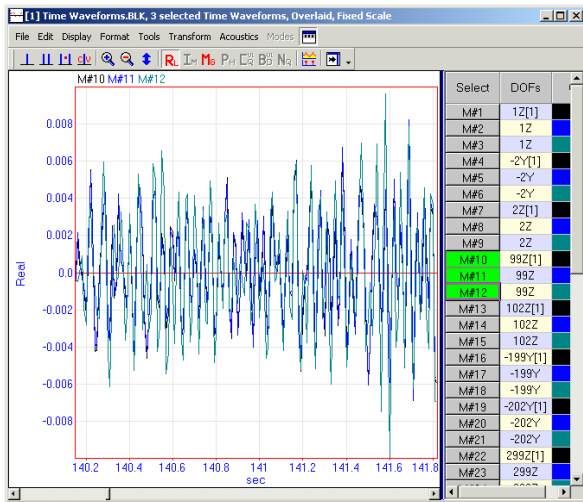 [1] Time Waveforms.BLK, 3 selected Time Waveforms, Overlaid, Fixed Scale
File Edit Display Format Tools Transform Acoustics Modes
M#10 M#11 M#12
0.008
0.006
0.004
0.002
0.0
-0.002
-0.004
-0.006
-0.008
Real
140.2 140.4 140.6 140.8 141 141.2 141.4 141.6 141.8
sec
Select DOFs
M#1 1Z[1]
M#2 1Z
M#3 1Z
M#4 -2Y[1]
M#5 -2Y
M#6 -2Y
M#7 2Z[1]
M#8 2Z
M#9 2Z
M#10 99Z[1]
M#11 99Z
M#12 99Z
M#13 102Z[1]
M#14 102Z
M#15 102Z
M#16 -199Y[1]
M#17 -199Y
M#18 -199Y
M#19 -202Y[1]
M#20 -202Y
M#21 -202Y
M#22 299Z[1]
M#23 299Z